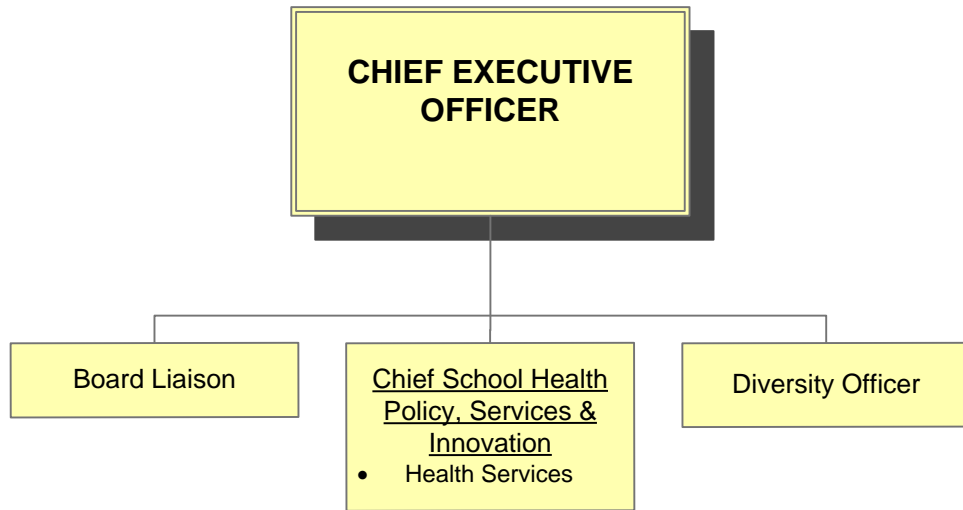 CHIEF EXECUTIVE
OFFICER
Board Liaison
Chief School Health
Policy, Services &
Innovation
• Health Services
Diversity Officer